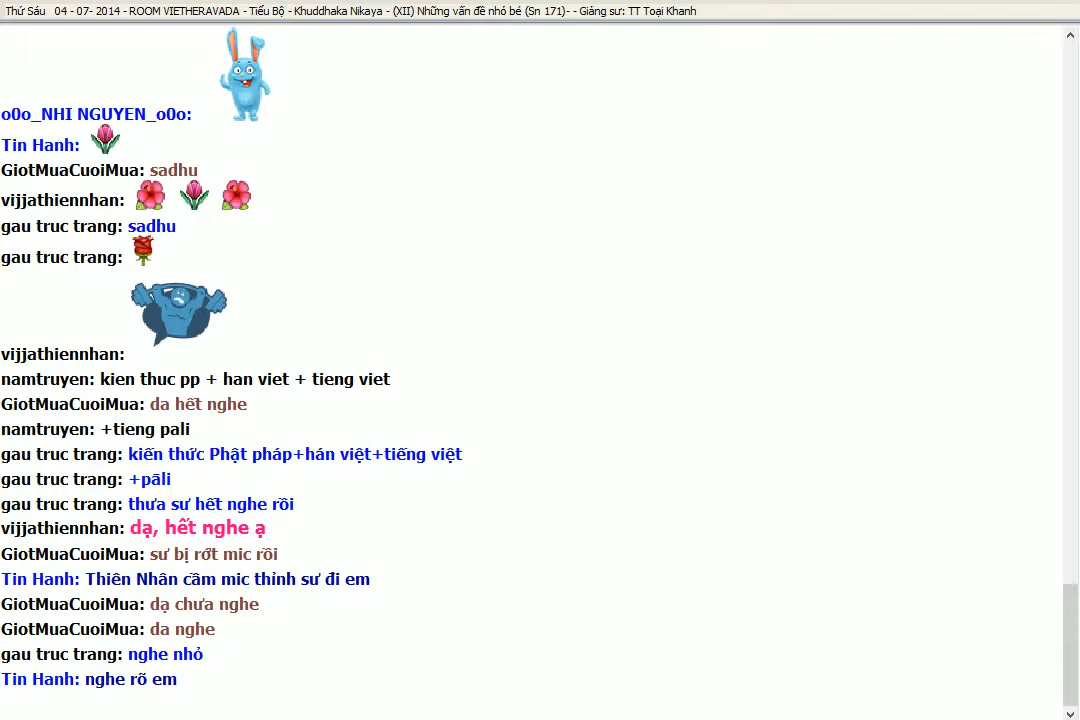 Thứ Sáu 04 - 07- 2014 - ROOM VIETHERAVADA - Tiểu Bộ - Khuddhaka Nikaya - (XII) Những vấn đề nhỏ bé (Sn 171)- - Giảng sư: TT Toại Khanh
o0o_NHI NGUYEN_o0o:
Tin Hanh:
GiotMuaCuoiMua: sadhu
vijjathiennhan:
gau truc trang: sadhu
gau truc trang:
vijjathiennhan:
namtruyen: kien thuc pp + han viet + tieng viet
GiotMuaCuoiMua: da hết nghe
namtruyen: +tieng pali
gau truc trang: kiến thức Phật pháp+hán việt+tiếng việt
gau truc trang: +pāli
gau truc trang: thưa sư hết nghe rồi
vijjathiennhan: dạ, hết nghe ạ
GiotMuaCuoiMua: sư bị rớt mic rồi
Tin Hanh: Thiên Nhân cầm mic thỉnh sư đi em
GiotMuaCuoiMua: dạ chưa nghe
GiotMuaCuoiMua: da nghe
gau truc trang: nghe nhỏ
Tin Hanh: nghe rõ em